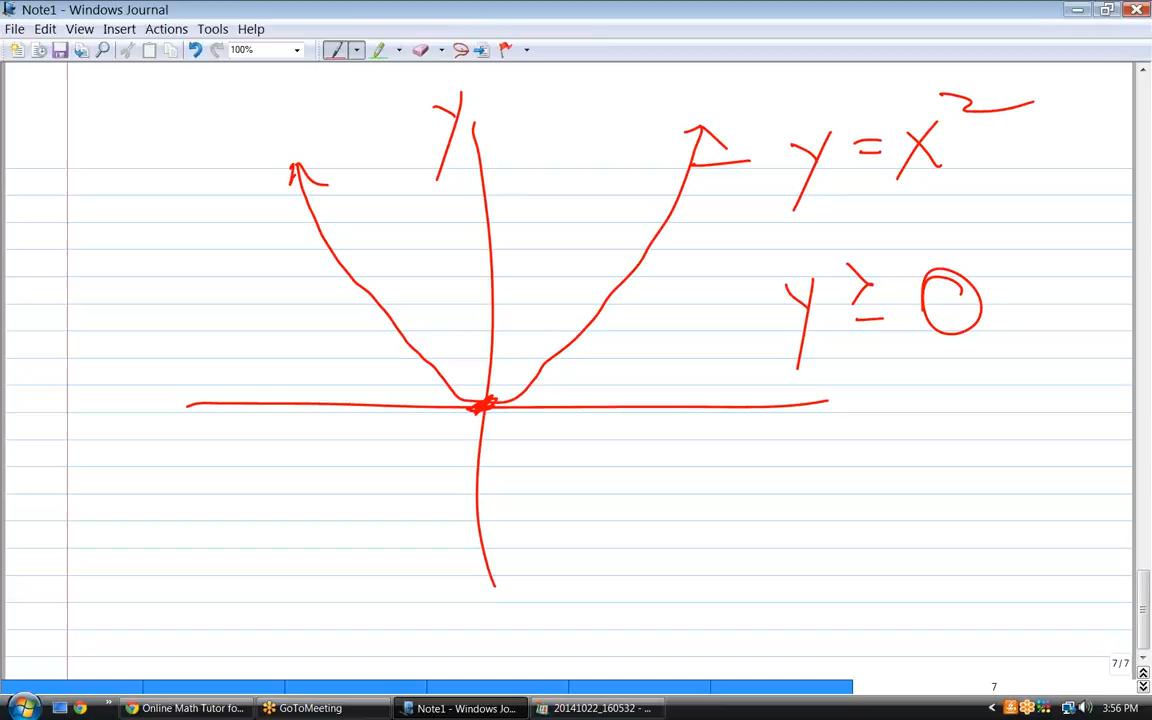 Note1 - Windows Journal
File Edit View Insert Actions Tools Help
100%
y
y = x²
y ≥ 0
7/7
7
Online Math Tutor fo...
GoToMeeting
Note1 - Windows Jo...
20141022_160532 - ...
3:56 PM